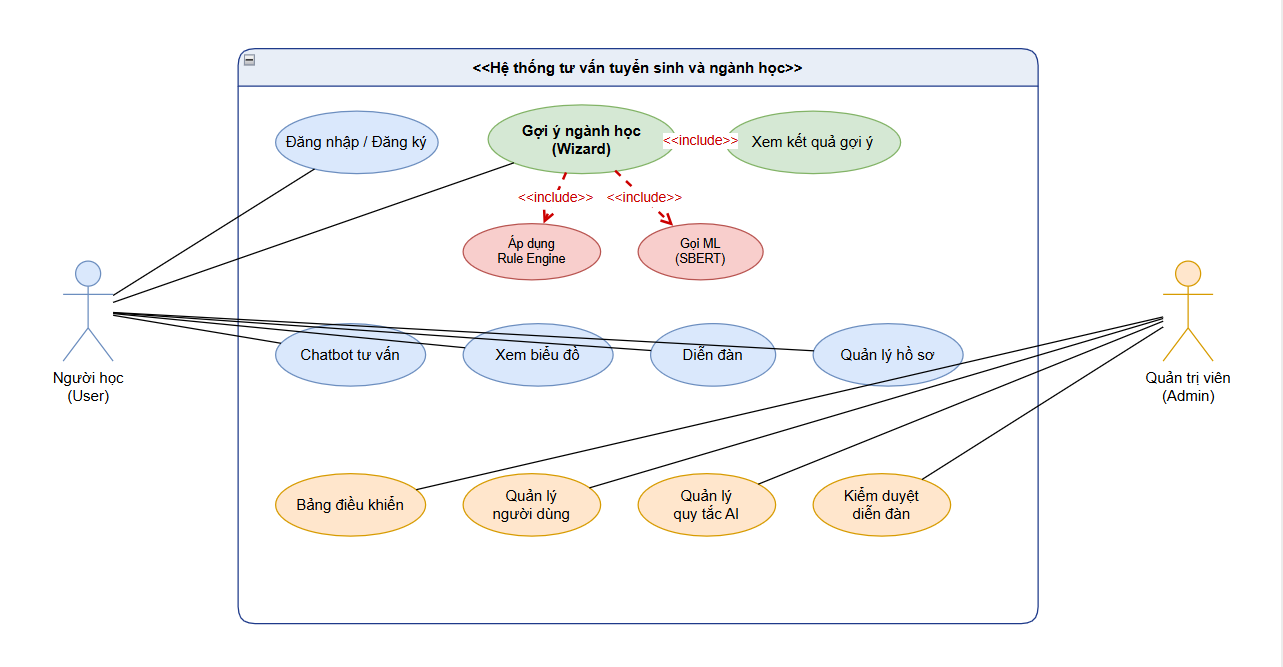 <<Hệ thống tư vấn tuyển sinh và ngành học>>
Đăng nhập / Đăng ký
Gợi ý ngành học
(Wizard)
<<include>>
Xem kết quả gợi ý
<<include>>
<<include>>
Áp dụng
Rule Engine
Gọi ML
(SBERT)
Người học
(User)
Chatbot tư vấn
Xem biểu đồ
Diễn đàn
Quản lý hồ sơ
Quản trị viên
(Admin)
Bảng điều khiển
Quản lý
người dùng
Quản lý
quy tắc AI
Kiểm duyệt
diễn đàn